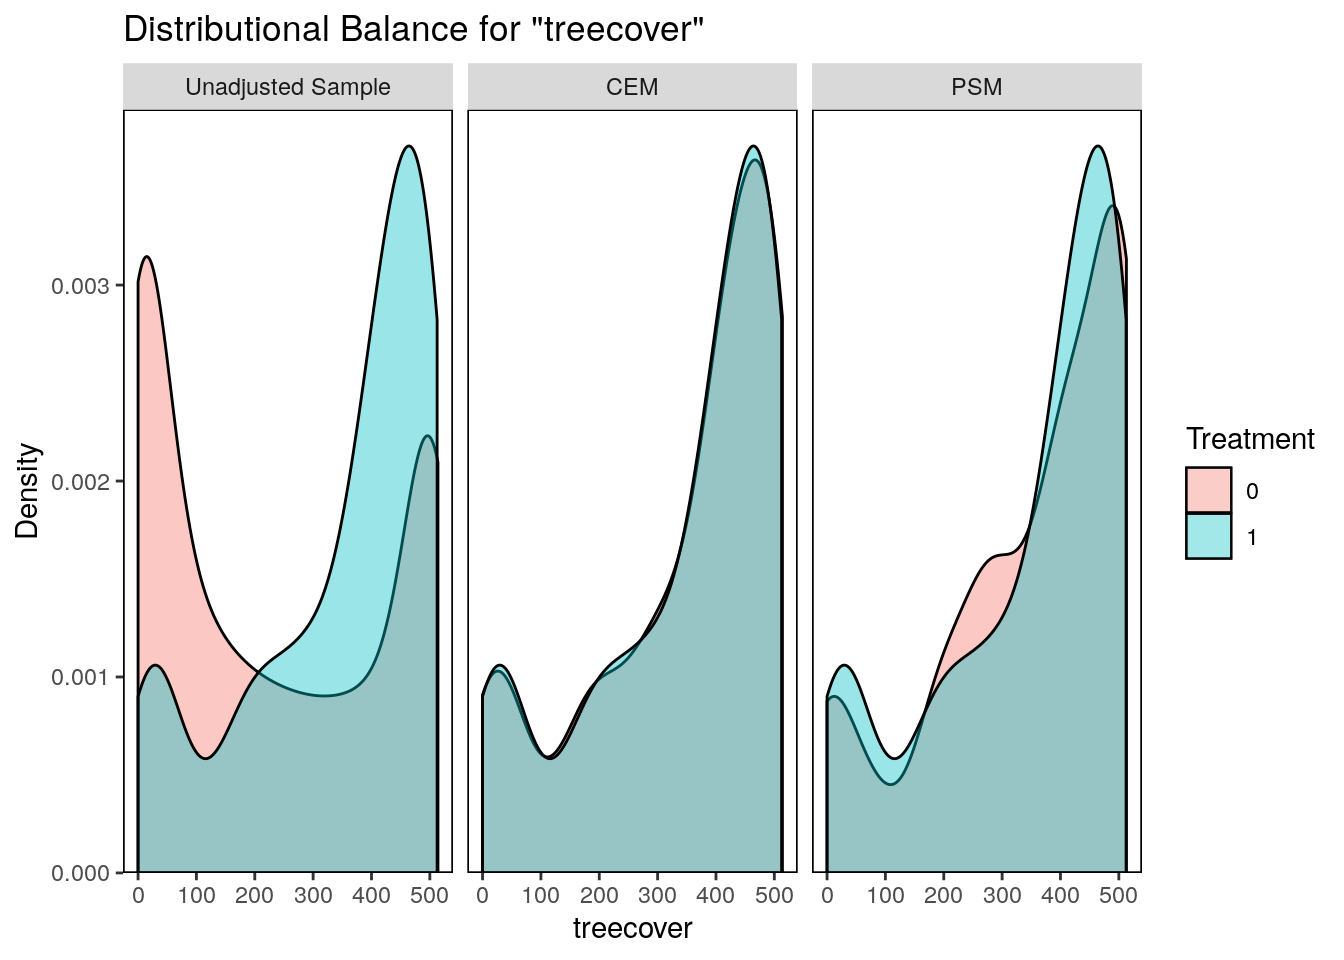 Distributional Balance for "treecover"
Unadjusted Sample
CEM
PSM
Density
0.003
0.002
0.001
0.000
0 100 200 300 400 500
0 100 200 300 400 500
0 100 200 300 400 500
treecover
Treatment
0
1